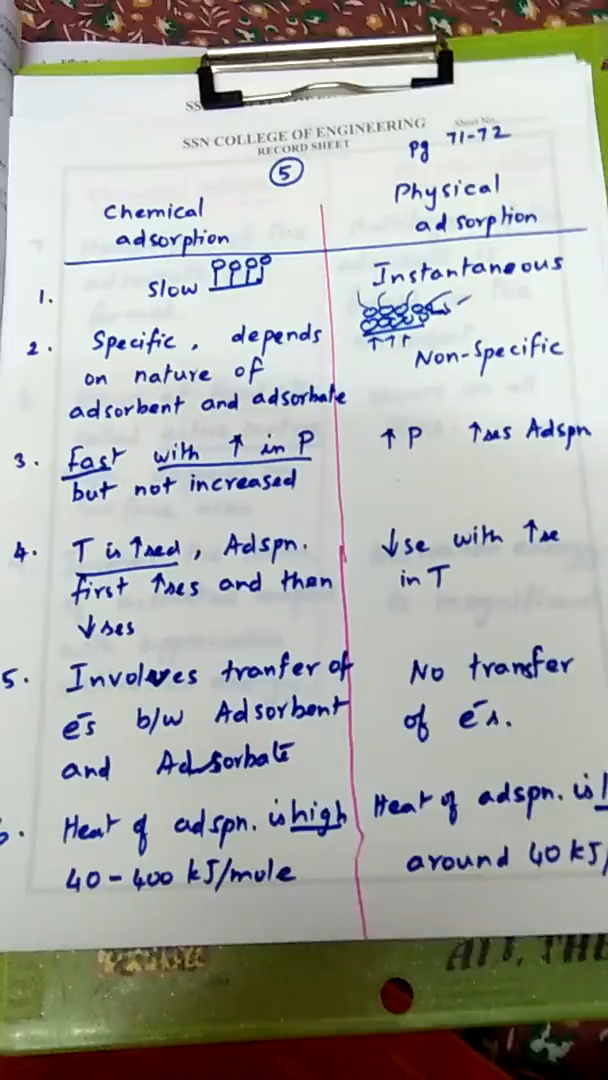 SSN COLLEGE OF ENGINEERING
RECORD SHEET
Sheet No.
Pg 71-72
5
Chemical adsorption
Physical adsorption
1. Slow
Instantaneous
2. Specific, depends
on nature of
adsorbent and adsorbate
Non-Specific
3. Fast with ↑ in P
but not increased
↑ P ↑ses Adspn
4. T is ↑sed, Adspn.
first ↑ses and then
↓ses
↓se with ↑se
in T
5. Involves tranfer of
e⁻s b/w Adsorbent
and Adsorbate
No transfer
of e⁻s.
6. Heat of adspn. is high
40-400 kJ/mole
Heat of adspn. is
around 40 kJ/